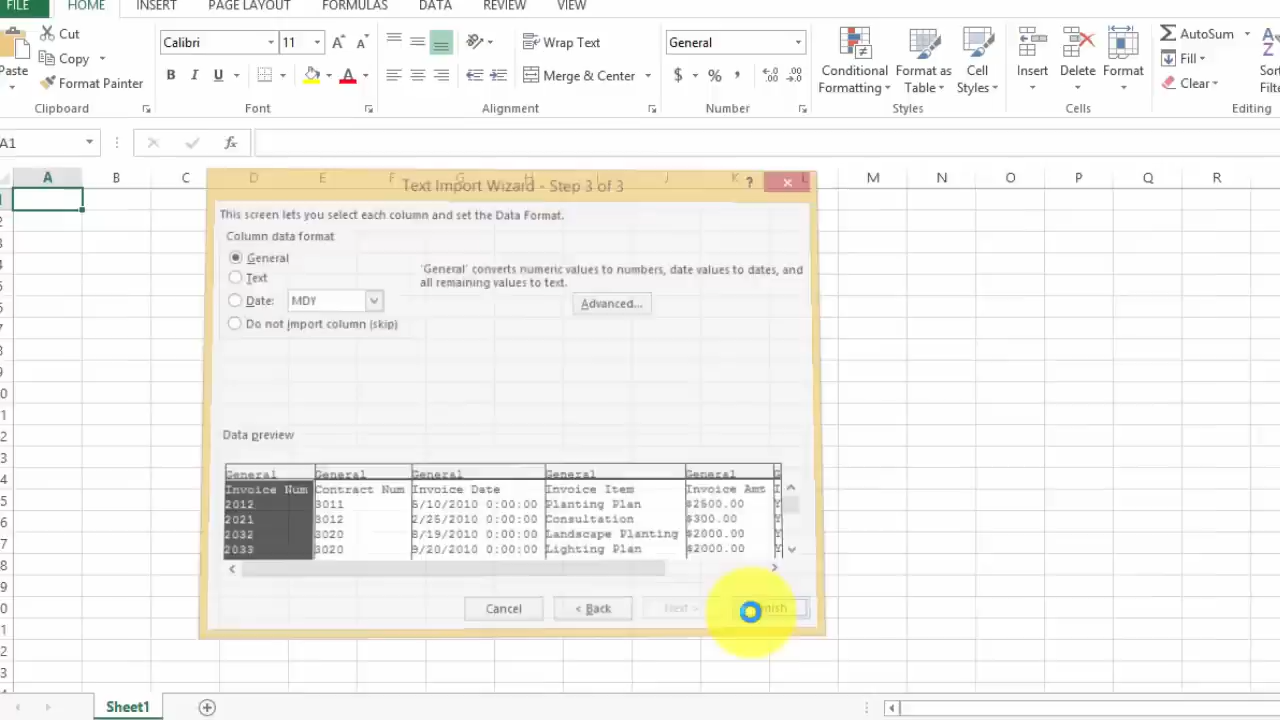 FILE HOME INSERT PAGE LAYOUT FORMULAS DATA REVIEW VIEW
Cut Calibri 11 A A Wrap Text General AutoSum
Copy
Paste Format Painter B I U A Merge & Center $ % , Conditional Formatting Format as Table Cell Styles Insert Delete Format Fill
Clear
Clipboard Font Alignment Number Styles Cells Editing
A1 fx
A B C D E F G H I J K L M N O P Q R
Text Import Wizard - Step 3 of 3 ?
This screen lets you select each column and set the Data Format.
Column data format
General
Text
Date: MDY
Do not import column (skip)
'General' converts numeric values to numbers, date values to dates, and
all remaining values to text.
Advanced...
Data preview
General General General General General G
Invoice Num Contract Num Invoice Date Invoice Item Invoice Amt I
2012 3011 5/10/2010 0:00:00 Planting Plan $2500.00 Y
2021 3012 2/25/2010 0:00:00 Consultation $300.00 Y
2032 3020 8/19/2010 0:00:00 Landscape Planting $2000.00 Y
2033 3020 9/20/2010 0:00:00 Lighting Plan $2000.00 Y
Cancel < Back Next >
Sheet1